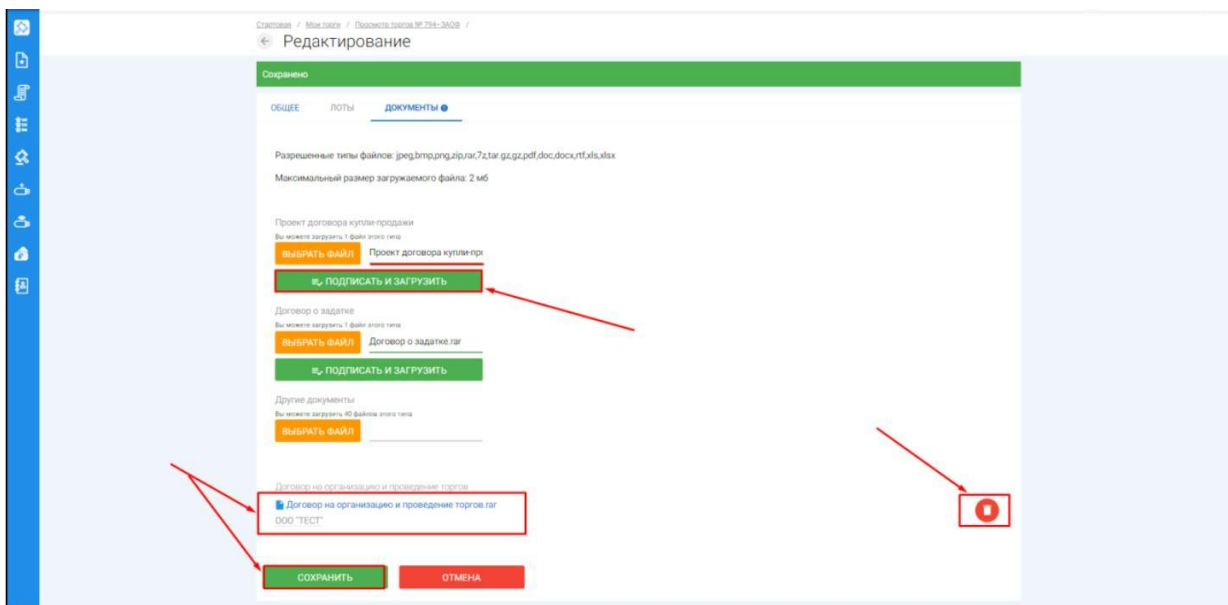 Стартовая / Мои торги / Просмотр торгов № 794-ЗАОФ /
Редактирование
Сохранено
ОБЩЕЕ ЛОТЫ ДОКУМЕНТЫ
Разрешенные типы файлов: jpeg,bmp,png,zip,rar,7z,tar.gz,gz,pdf,doc,docx,rtf,xls,xlsx
Максимальный размер загружаемого файла: 2 мб
Проект договора купли-продажи
Вы можете загрузить 1 файл этого типа
ВЫБРАТЬ ФАЙЛ Проект договора купли-про
ПОДПИСАТЬ И ЗАГРУЗИТЬ
Договор о задатке
Вы можете загрузить 1 файл этого типа
ВЫБРАТЬ ФАЙЛ Договор о задатке.rar
ПОДПИСАТЬ И ЗАГРУЗИТЬ
Другие документы
Вы можете загрузить 40 файлов этого типа
ВЫБРАТЬ ФАЙЛ
Договор на организацию и проведение торгов
Договор на организацию и проведение торгов.rar
ООО "ТЕСТ"
СОХРАНИТЬ ОТМЕНА